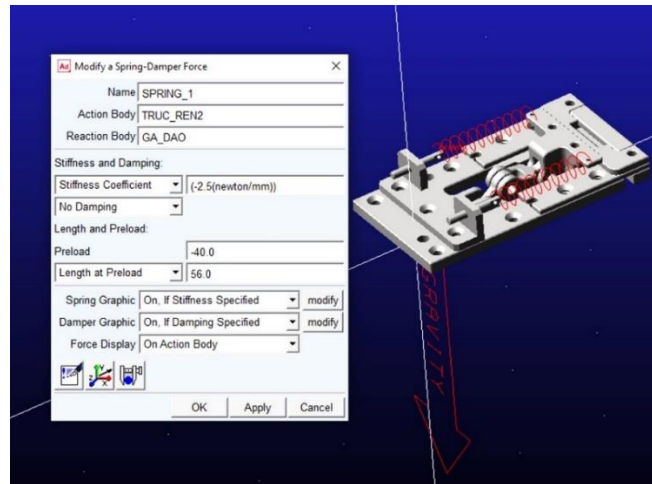 Ad Modify a Spring-Damper Force
Name SPRING_1
Action Body TRUC_REN2
Reaction Body GA_DAO
Stiffness and Damping:
Stiffness Coefficient (-2.5(newton/mm))
No Damping
Length and Preload:
Preload -40.0
Length at Preload 56.0
Spring Graphic On, If Stiffness Specified modify
Damper Graphic On, If Damping Specified modify
Force Display On Action Body
OK Apply Cancel
GRAVITY